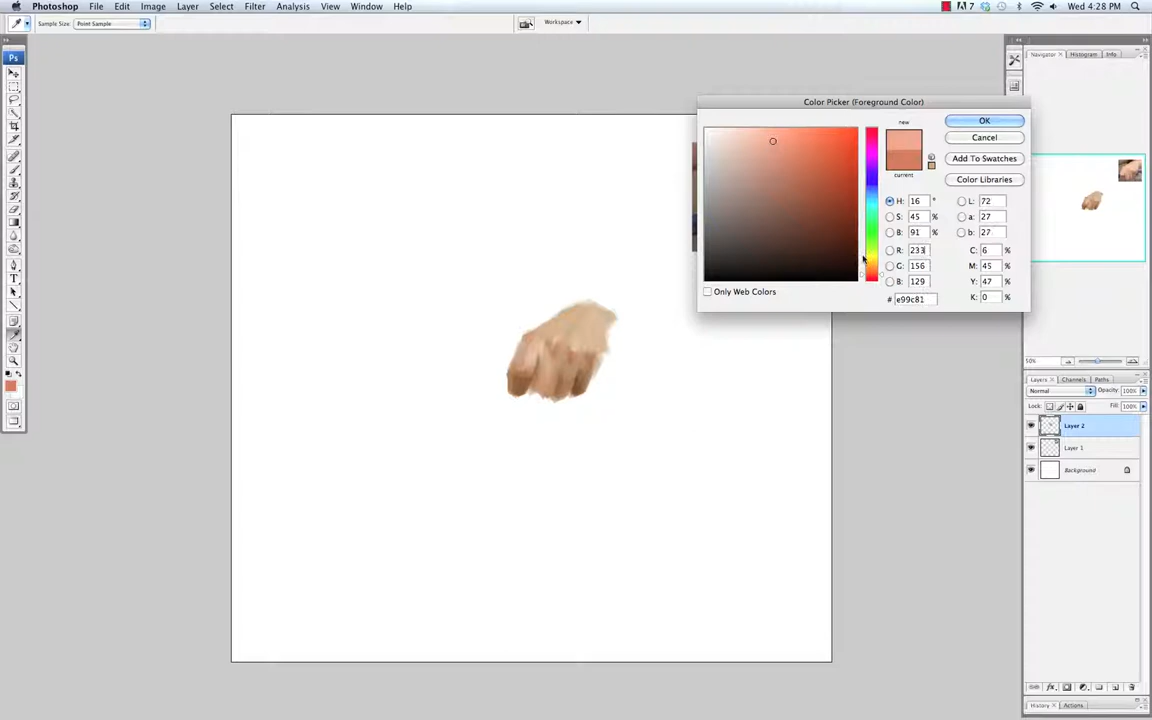 Photoshop File Edit Image Layer Select Filter Analysis View Window Help 7 Wed 4:28 PM
Sample Size: Point Sample Workspace
Ps
Navigator Histogram Info
Color Picker (Foreground Color)
new
current
OK
Cancel
Add To Swatches
Color Libraries
H: 16 ° L: 72
S: 45 % a: 27
B: 91 % b: 27
R: 233 C: 6 %
G: 156 M: 45 %
B: 129 Y: 47 %
# e99c81 K: 0 %
Only Web Colors
50%
Layers Channels Paths
Normal Opacity: 100%
Lock: Fill: 100%
Layer 2
Layer 1
Background
History Actions